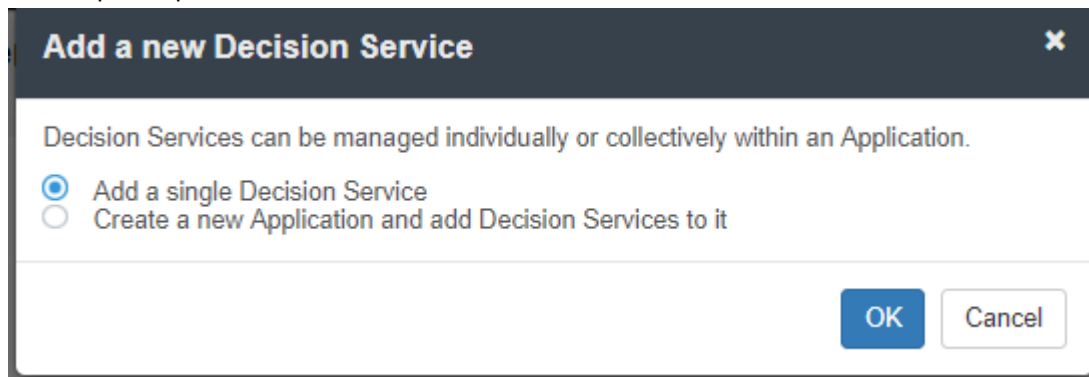 Add a new Decision Service
Decision Services can be managed individually or collectively within an Application.
Add a single Decision Service
Create a new Application and add Decision Services to it
OK Cancel